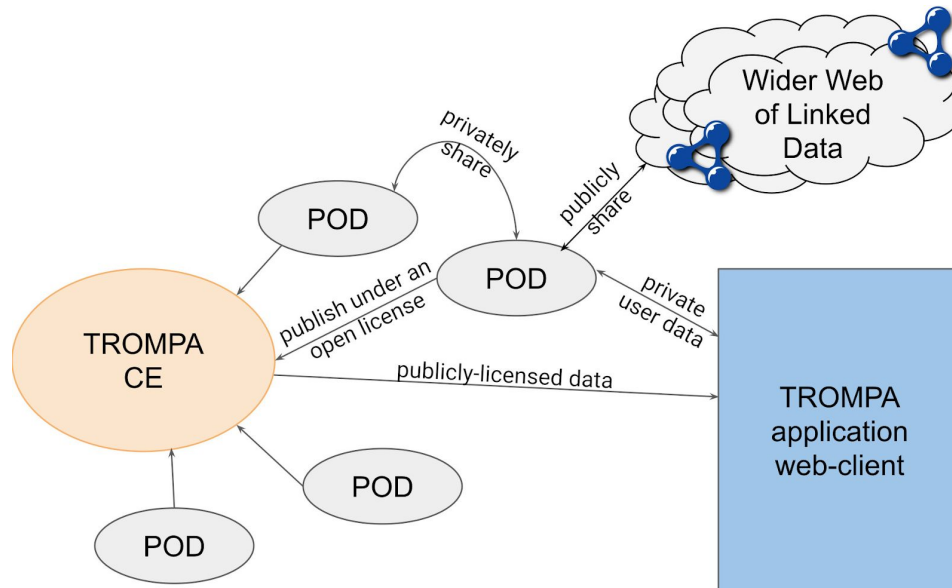 Wider Web
of Linked
Data
privately
share
publicly
share
POD
POD
publish under an
open license
private
user data
TROMPA
CE
publicly-licensed data
TROMPA
application
web-client
POD
POD